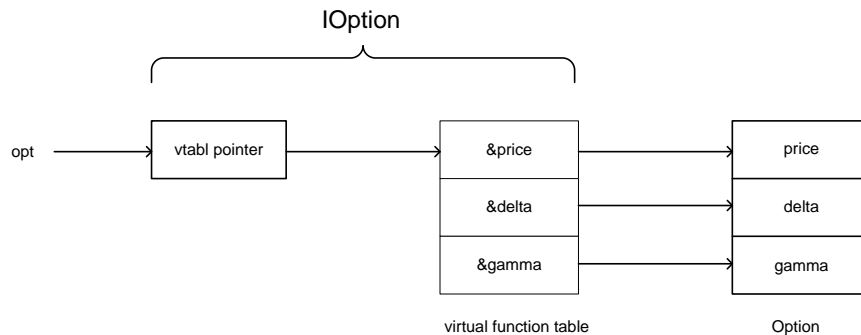 IOption
opt
vtabl pointer
&price
price
&delta
delta
&gamma
gamma
virtual function table
Option